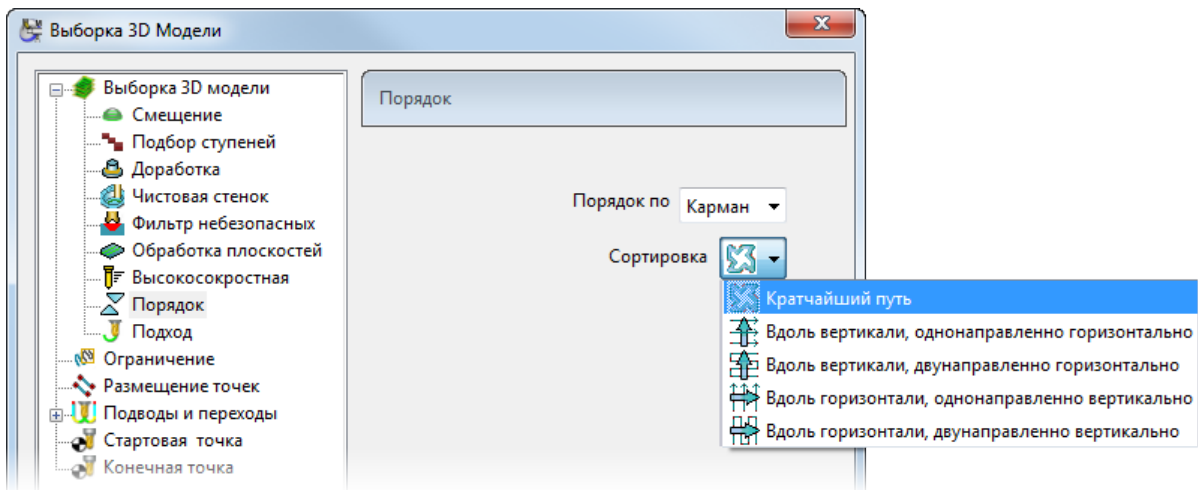 Выборка 3D Модели
Выборка 3D модели
Смещение
Подбор ступеней
Доработка
Чистовая стенок
Фильтр небезопасных
Обработка плоскостей
Высокосокростная
Порядок
Подход
Ограничение
Размещение точек
Подводы и переходы
Стартовая точка
Конечная точка
Порядок
Порядок по Карман
Сортировка
Кратчайший путь
Вдоль вертикали, однонаправленно горизонтально
Вдоль вертикали, двунаправленно горизонтально
Вдоль горизонтали, однонаправленно вертикально
Вдоль горизонтали, двунаправленно вертикально